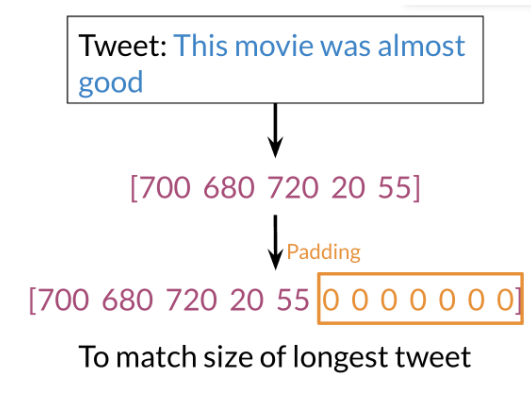 Tweet: This movie was almost
good
[700 680 720 20 55]
Padding
[700 680 720 20 55 0 0 0 0 0 0 0]
To match size of longest tweet